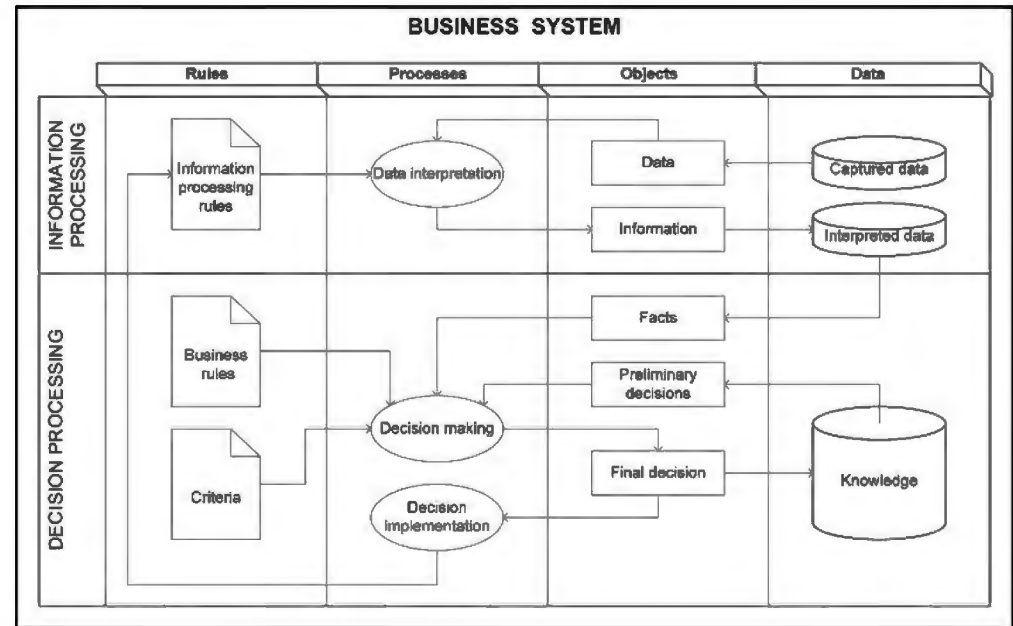 BUSINESS SYSTEM
Rules
Processes
Objects
Data
INFORMATION
PROCESSING
Information
processing
rules
Data interpretation
Data
Captured data
Information
Interpreted data
DECISION PROCESSING
Business
rules
Facts
Preliminary
decisions
Decision making
Criteria
Final decision
Knowledge
Decision
implementation